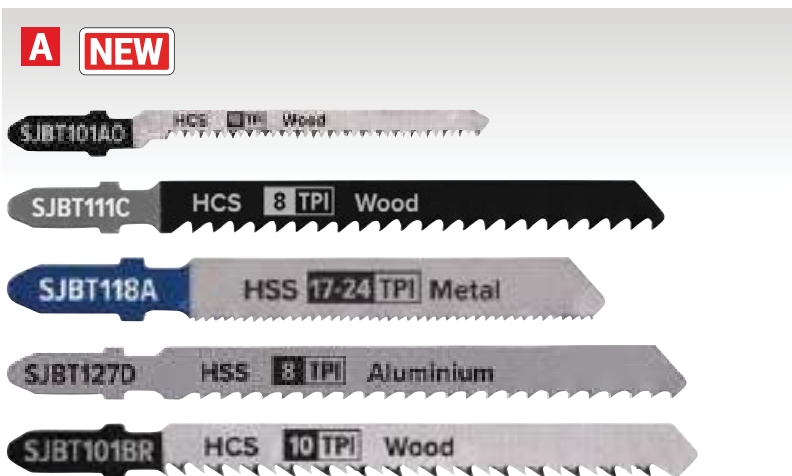 A NEW
SJBT101AO HCS TPI Wood
SJBT111C HCS 8 TPI Wood
SJBT118A HSS 17-24 TPI Metal
SJBT127D HSS 8 TPI Aluminium
SJBT101BR HCS 10 TPI Wood